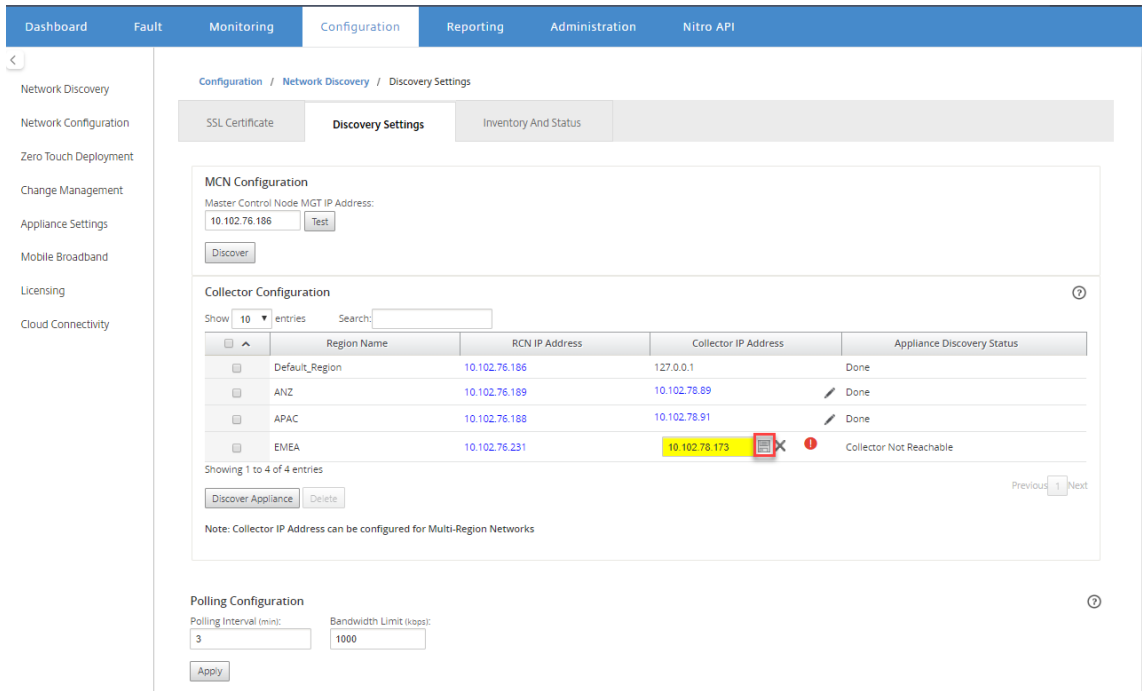 Dashboard Fault Monitoring Configuration Reporting Administration Nitro API
Network Discovery
Network Configuration
Zero Touch Deployment
Change Management
Appliance Settings
Mobile Broadband
Licensing
Cloud Connectivity
Configuration / Network Discovery / Discovery Settings
SSL Certificate Discovery Settings Inventory And Status
MCN Configuration
Master Control Node MGT IP Address:
10.102.76.186 Test
Discover
Collector Configuration ?
Show 10 entries Search:
Region Name RCN IP Address Collector IP Address Appliance Discovery Status
Default_Region 10.102.76.186 127.0.0.1 Done
ANZ 10.102.76.189 10.102.78.89 Done
APAC 10.102.76.188 10.102.78.91 Done
EMEA 10.102.76.231 10.102.78.173 ! Collector Not Reachable
Showing 1 to 4 of 4 entries
Previous 1 Next
Discover Appliance Delete
Note: Collector IP Address can be configured for Multi-Region Networks
Polling Configuration ?
Polling Interval (min): Bandwidth Limit (kbps):
3 1000
Apply